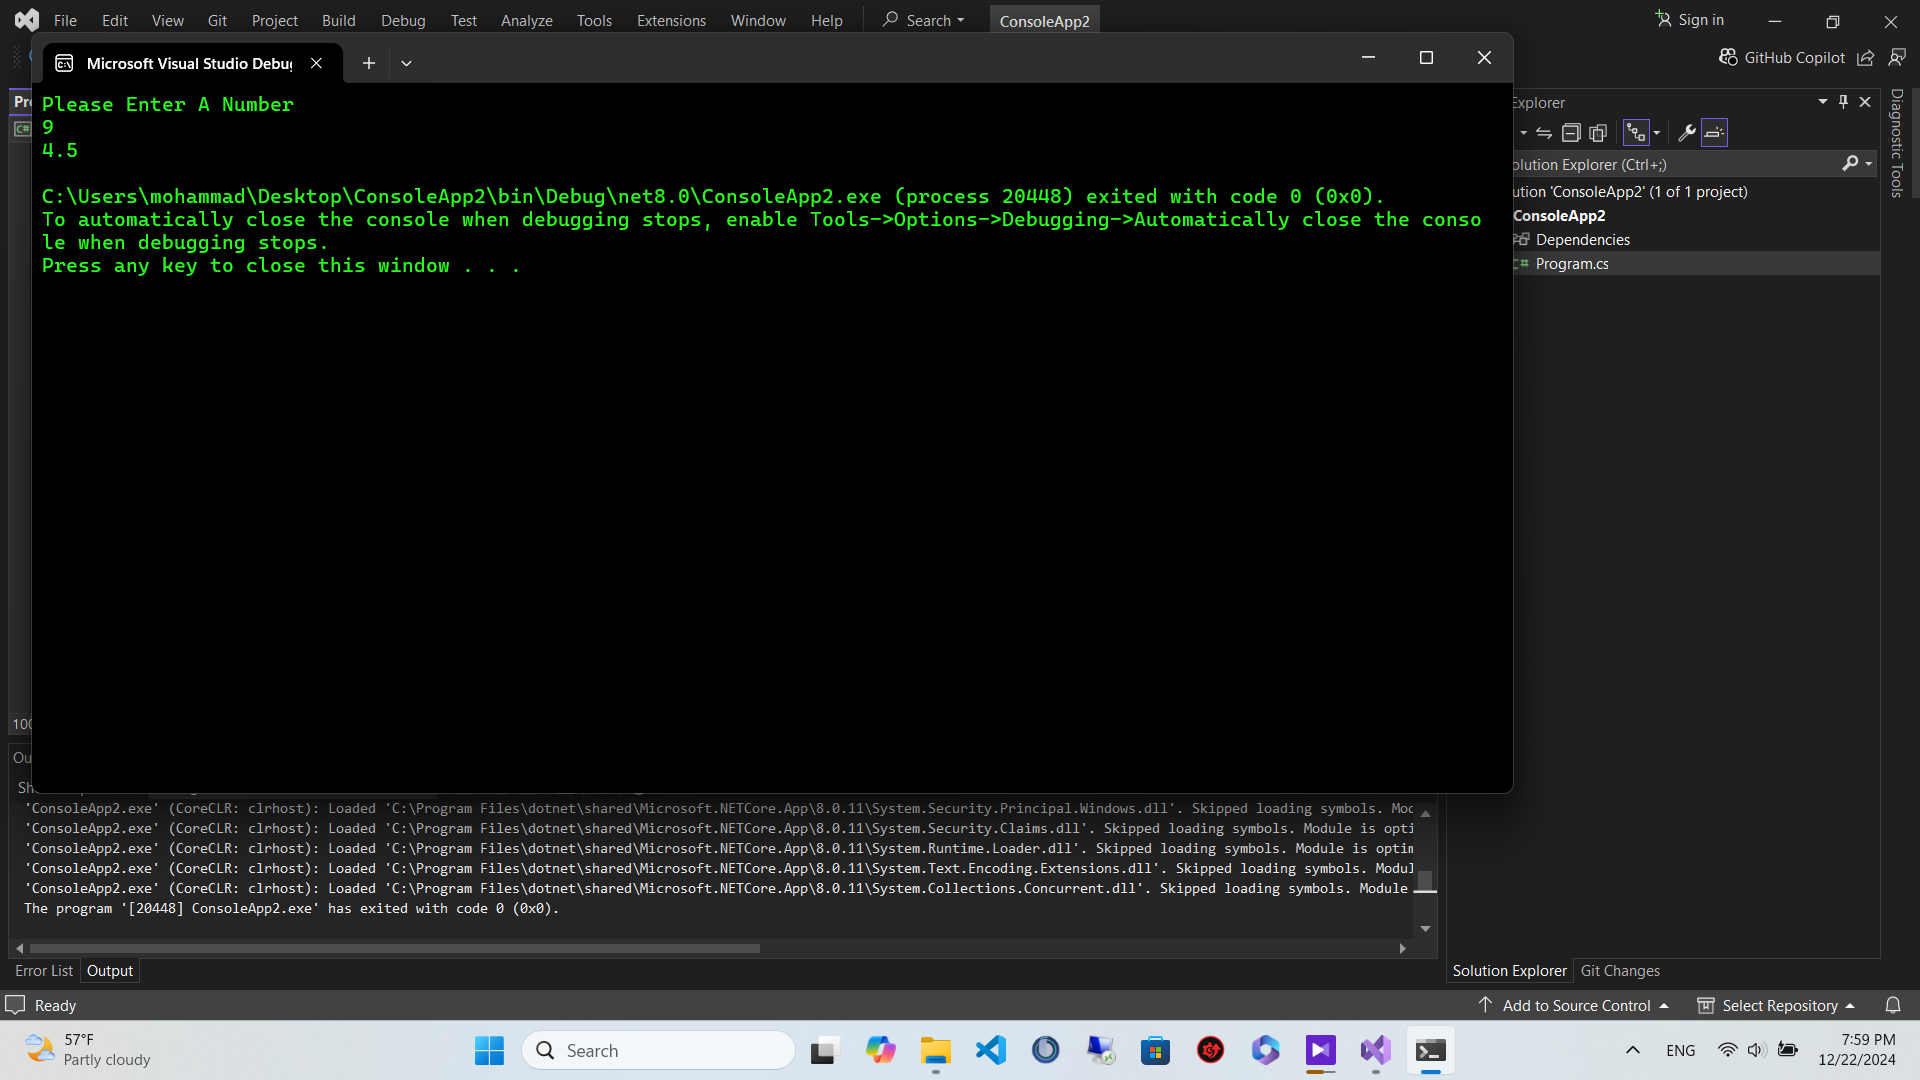 File Edit View Git Project Build Debug Test Analyze Tools Extensions Window Help Search ConsoleApp2 Sign in
GitHub Copilot
Microsoft Visual Studio Debu
Please Enter A Number
9
4.5
C:\Users\mohammad\Desktop\ConsoleApp2\bin\Debug\net8.0\ConsoleApp2.exe (process 20448) exited with code 0 (0x0).
To automatically close the console when debugging stops, enable Tools->Options->Debugging->Automatically close the conso
le when debugging stops.
Press any key to close this window . . .
Explorer
olution Explorer (Ctrl+;)
ution 'ConsoleApp2' (1 of 1 project)
ConsoleApp2
Dependencies
C# Program.cs
Diagnostic Tools
Pr
C#
100
Ou
Sh
'ConsoleApp2.exe' (CoreCLR: clrhost): Loaded 'C:\Program Files\dotnet\shared\Microsoft.NETCore.App\8.0.11\System.Security.Principal.Windows.dll'. Skipped loading symbols. Moc
'ConsoleApp2.exe' (CoreCLR: clrhost): Loaded 'C:\Program Files\dotnet\shared\Microsoft.NETCore.App\8.0.11\System.Security.Claims.dll'. Skipped loading symbols. Module is opti
'ConsoleApp2.exe' (CoreCLR: clrhost): Loaded 'C:\Program Files\dotnet\shared\Microsoft.NETCore.App\8.0.11\System.Runtime.Loader.dll'. Skipped loading symbols. Module is optim
'ConsoleApp2.exe' (CoreCLR: clrhost): Loaded 'C:\Program Files\dotnet\shared\Microsoft.NETCore.App\8.0.11\System.Text.Encoding.Extensions.dll'. Skipped loading symbols. Modul
'ConsoleApp2.exe' (CoreCLR: clrhost): Loaded 'C:\Program Files\dotnet\shared\Microsoft.NETCore.App\8.0.11\System.Collections.Concurrent.dll'. Skipped loading symbols. Module
The program '[20448] ConsoleApp2.exe' has exited with code 0 (0x0).
Error List Output
Solution Explorer Git Changes
Ready
Add to Source Control Select Repository
57°F
Partly cloudy
Search
ENG
7:59 PM
12/22/2024